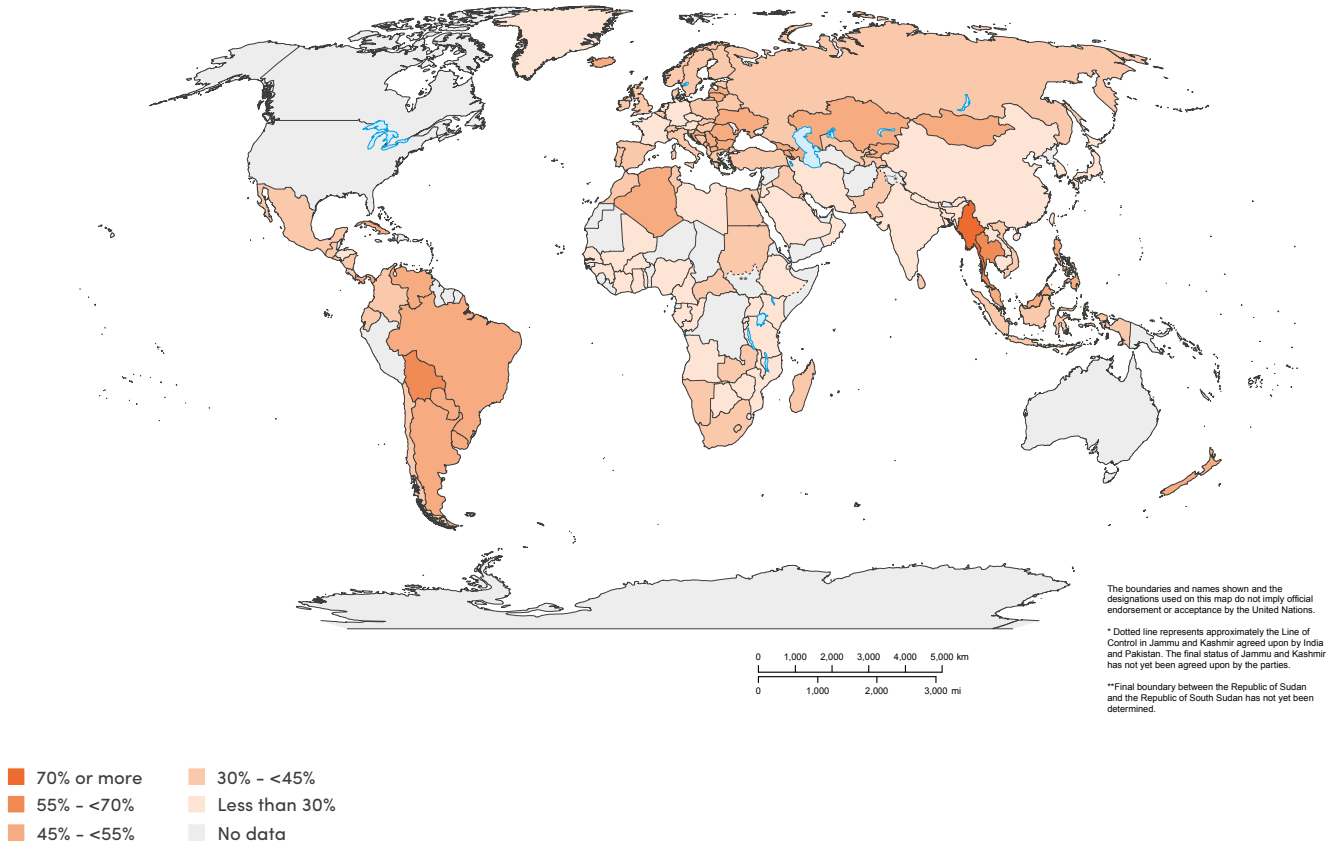 The boundaries and names shown and the
designations used on this map do not imply official
endorsement or acceptance by the United Nations.
* Dotted line represents approximately the Line of
Control in Jammu and Kashmir agreed upon by India
and Pakistan. The final status of Jammu and Kashmir
has not yet been agreed upon by the parties.
**Final boundary between the Republic of Sudan
and the Republic of South Sudan has not yet been
determined.
0 1,000 2,000 3,000 4,000 5,000 km
0 1,000 2,000 3,000 mi
70% or more
55% - <70%
45% - <55%
30% - <45%
Less than 30%
No data